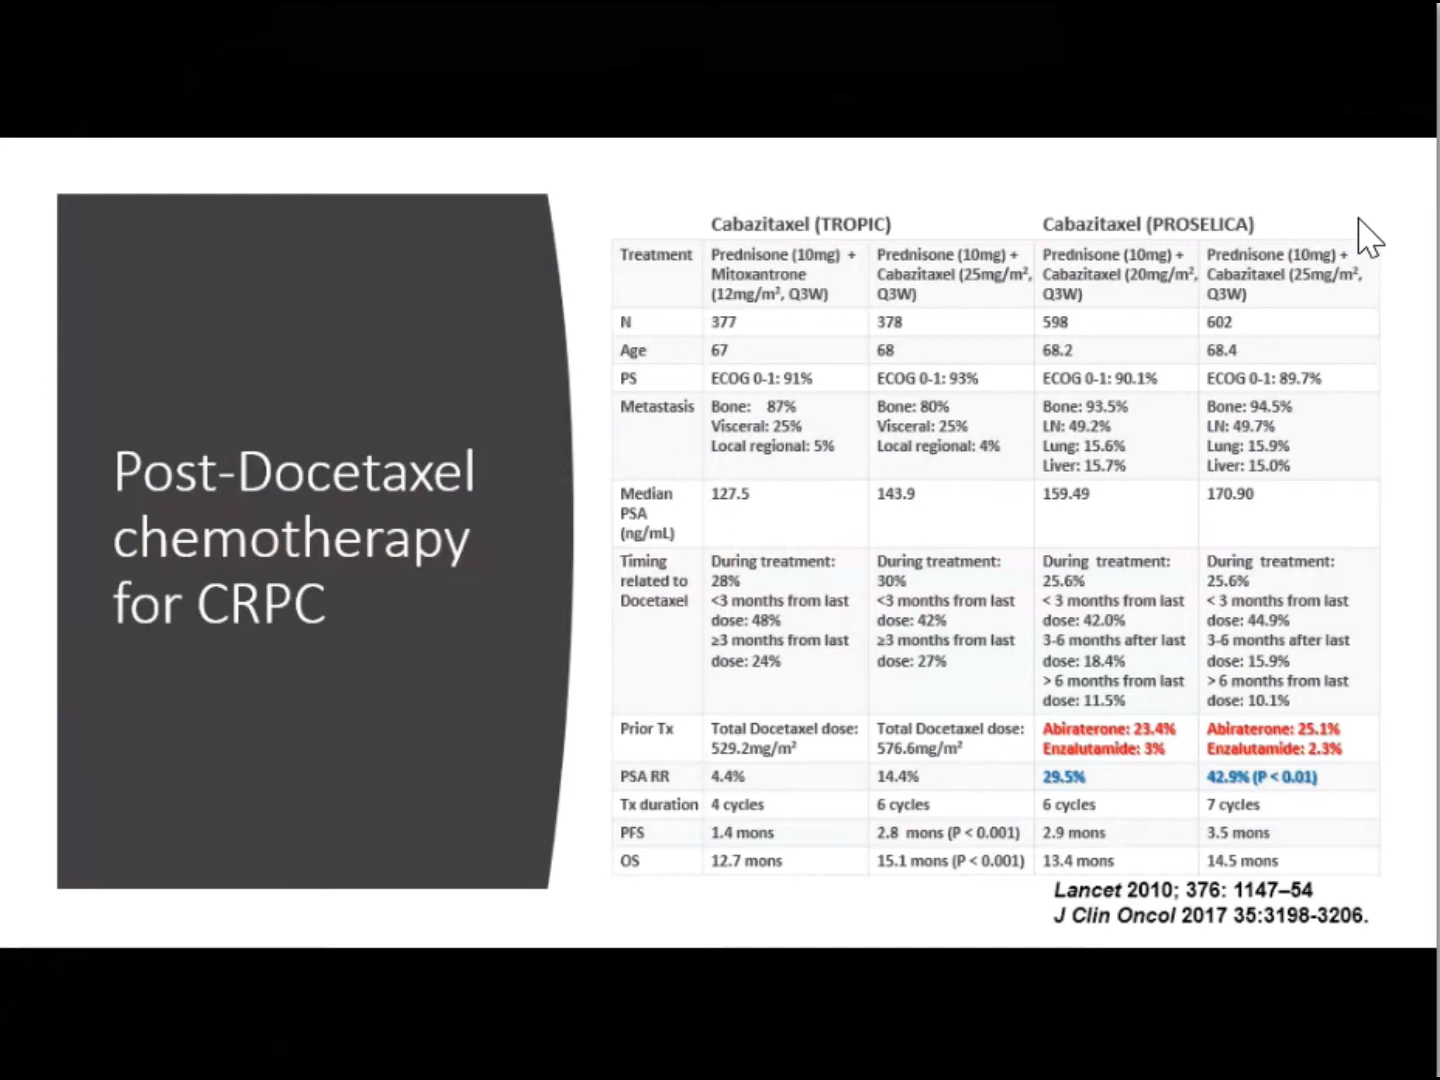 Post-Docetaxel
chemotherapy
for CRPC
Cabazitaxel (TROPIC) Cabazitaxel (PROSELICA)
Treatment Prednisone (10mg) + Prednisone (10mg) + Prednisone (10mg) + Prednisone (10mg) +
Mitoxantrone Cabazitaxel (25mg/m², Cabazitaxel (20mg/m², Cabazitaxel (25mg/m²,
(12mg/m², Q3W) Q3W) Q3W) Q3W)
N 377 378 598 602
Age 67 68 68.2 68.4
PS ECOG 0-1: 91% ECOG 0-1: 93% ECOG 0-1: 90.1% ECOG 0-1: 89.7%
Metastasis Bone: 87% Bone: 80% Bone: 93.5% Bone: 94.5%
Visceral: 25% Visceral: 25% LN: 49.2% LN: 49.7%
Local regional: 5% Local regional: 4% Lung: 15.6% Lung: 15.9%
Liver: 15.7% Liver: 15.0%
Median 127.5 143.9 159.49 170.90
PSA
(ng/mL)
Timing During treatment: During treatment: During treatment: During treatment:
related to 28% 30% 25.6% 25.6%
Docetaxel <3 months from last <3 months from last < 3 months from last < 3 months from last
dose: 48% dose: 42% dose: 42.0% dose: 44.9%
≥3 months from last ≥3 months from last 3-6 months after last 3-6 months after last
dose: 24% dose: 27% dose: 18.4% dose: 15.9%
> 6 months from last > 6 months from last
dose: 11.5% dose: 10.1%
Prior Tx Total Docetaxel dose: Total Docetaxel dose: Abiraterone: 23.4% Abiraterone: 25.1%
529.2mg/m² 576.6mg/m² Enzalutamide: 3% Enzalutamide: 2.3%
PSA RR 4.4% 14.4% 29.5% 42.9% (P < 0.01)
Tx duration 4 cycles 6 cycles 6 cycles 7 cycles
PFS 1.4 mons 2.8 mons (P < 0.001) 2.9 mons 3.5 mons
OS 12.7 mons 15.1 mons (P < 0.001) 13.4 mons 14.5 mons
Lancet 2010; 376: 1147–54
J Clin Oncol 2017 35:3198-3206.